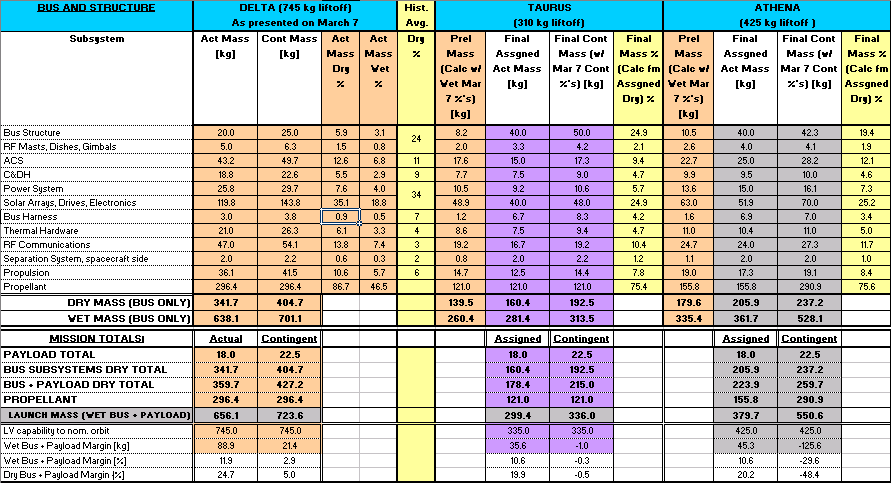 BUS AND STRUCTURE DELTA (745 kg liftoff) Hist. TAURUS ATHENA
As presented on March 7 Avg. (310 kg liftoff) (425 kg liftoff )
Subsystem Act Mass Cont Mass Act Act Dry Prel Final Final Cont Final Prel Final Final Cont Final
[kg] [kg] Mass Mass % Mass Assgned Mass (w/ Mass % Mass Assgned Mass (w/ Mass %
Dry Wet (Calc w/ Act Mass Mar 7 Cont (Calc fm (Calc w/ Act Mass Mar 7 Cont (Calc fm
% % Wet Mar [kg] %'s) [kg] Assgned Wet Mar [kg] %'s) [kg] Assgned
7 %'s) Dry) % 7 %'s) Dry) %
[kg] [kg]
Bus Structure 20.0 25.0 5.9 3.1 24 8.2 40.0 50.0 24.9 10.5 40.0 42.3 19.4
RF Masts, Dishes, Gimbals 5.0 6.3 1.5 0.8 2.0 3.3 4.2 2.1 2.6 4.0 4.1 1.9
ACS 43.2 49.7 12.6 6.8 11 17.6 15.0 17.3 9.4 22.7 25.0 28.2 12.1
C&DH 18.8 22.6 5.5 2.9 9 7.7 7.5 9.0 4.7 9.9 9.5 10.0 4.6
Power System 25.8 29.7 7.6 4.0 34 10.5 9.2 10.6 5.7 13.6 15.0 16.1 7.3
Solar Arrays, Drives, Electronics 119.8 143.8 35.1 18.8 48.9 40.0 48.0 24.9 63.0 51.9 70.0 25.2
Bus Harness 3.0 3.8 0.9 0.5 7 1.2 6.7 8.3 4.2 1.6 6.9 7.0 3.4
Thermal Hardware 21.0 26.3 6.1 3.3 4 8.6 7.5 9.4 4.7 11.0 10.4 11.0 5.0
RF Communications 47.0 54.1 13.8 7.4 3 19.2 16.7 19.2 10.4 24.7 24.0 27.3 11.7
Separation System, spacecraft side 2.0 2.2 0.6 0.3 2 0.8 2.0 2.2 1.2 1.1 2.0 2.0 1.0
Propulsion 36.1 41.5 10.6 5.7 6 14.7 12.5 14.4 7.8 19.0 17.3 19.1 8.4
Propellant 296.4 296.4 86.7 46.5 121.0 121.0 121.0 75.4 155.8 155.8 290.9 75.6
DRY MASS (BUS ONLY) 341.7 404.7 139.5 160.4 192.5 179.6 205.9 237.2
WET MASS (BUS ONLY) 638.1 701.1 260.4 281.4 313.5 335.4 361.7 528.1
MISSION TOTALS: Actual Contingent Assigned Contingent Assigned Contingent
PAYLOAD TOTAL 18.0 22.5 18.0 22.5 18.0 22.5
BUS SUBSYSTEMS DRY TOTAL 341.7 404.7 160.4 192.5 205.9 237.2
BUS + PAYLOAD DRY TOTAL 359.7 427.2 178.4 215.0 223.9 259.7
PROPELLANT 296.4 296.4 121.0 121.0 155.8 290.9
LAUNCH MASS (WET BUS + PAYLOAD) 656.1 723.6 299.4 336.0 379.7 550.6
LV capability to nom. orbit 745.0 745.0 335.0 335.0 425.0 425.0
Wet Bus + Payload Margin [kg] 88.9 21.4 35.6 -1.0 45.3 -125.6
Wet Bus + Payload Margin [%] 11.9 2.9 10.6 -0.3 10.6 -29.6
Dry Bus + Payload Margin [%] 24.7 5.0 19.9 -0.5 20.2 -48.4